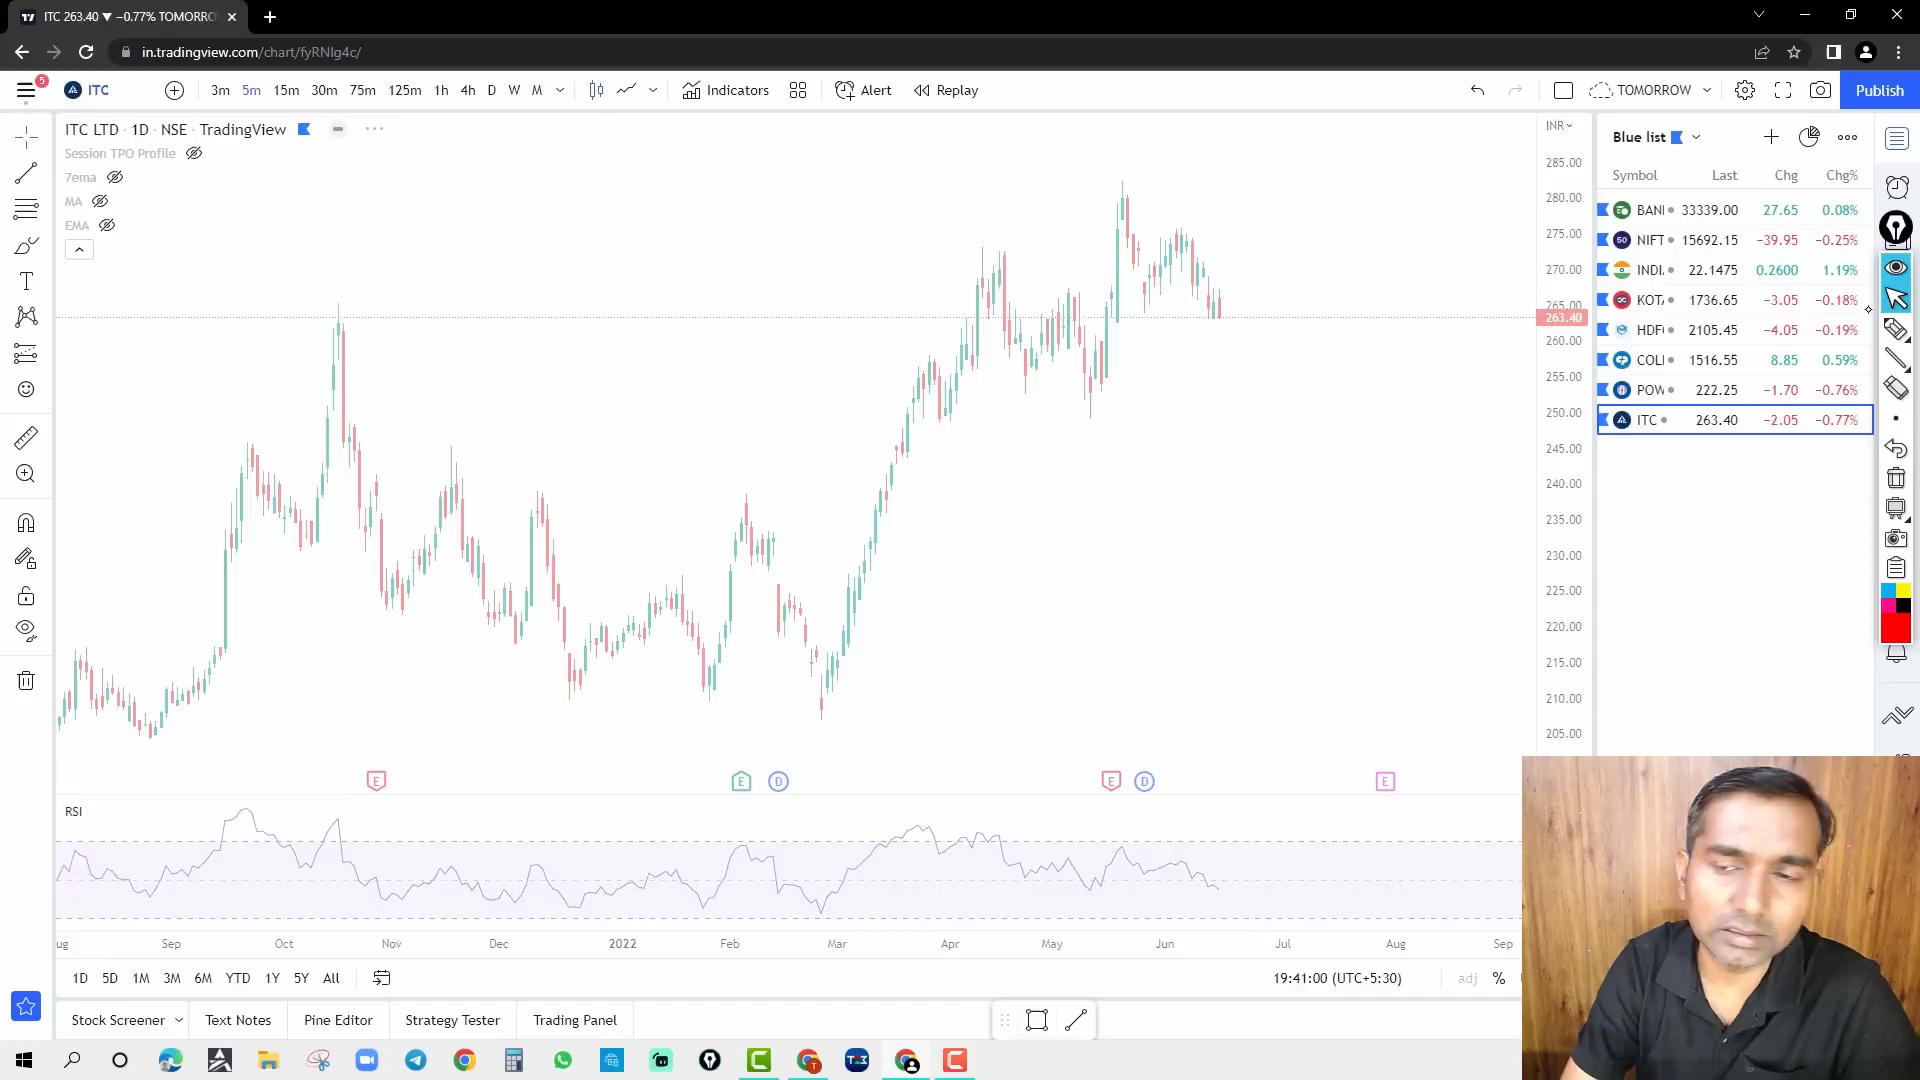 ITC 263.40 ▼ −0.77% TOMORRO
in.tradingview.com/chart/fyRNIg4c/
5
ITC 3m 5m 15m 30m 75m 125m 1h 4h D W M Indicators Alert Replay TOMORROW Publish
ITC LTD · 1D · NSE · TradingView
Session TPO Profile
7ema
MA
EMA
INR
285.00
280.00
275.00
270.00
265.00
263.40
260.00
255.00
250.00
245.00
240.00
235.00
230.00
225.00
220.00
215.00
210.00
205.00
Blue list
Symbol Last Chg Chg%
BANI 33339.00 27.65 0.08%
50 NIFT 15692.15 −39.95 −0.25%
INDI 22.1475 0.2600 1.19%
KOT 1736.65 −3.05 −0.18%
HDF 2105.45 −4.05 −0.19%
COL 1516.55 8.85 0.59%
POW 222.25 −1.70 −0.76%
ITC 263.40 −2.05 −0.77%
E E D E D E
RSI
ug Sep Oct Nov Dec 2022 Feb Mar Apr May Jun Jul Aug Sep
1D 5D 1M 3M 6M YTD 1Y 5Y All 19:41:00 (UTC+5:30) adj %
Stock Screener Text Notes Pine Editor Strategy Tester Trading Panel